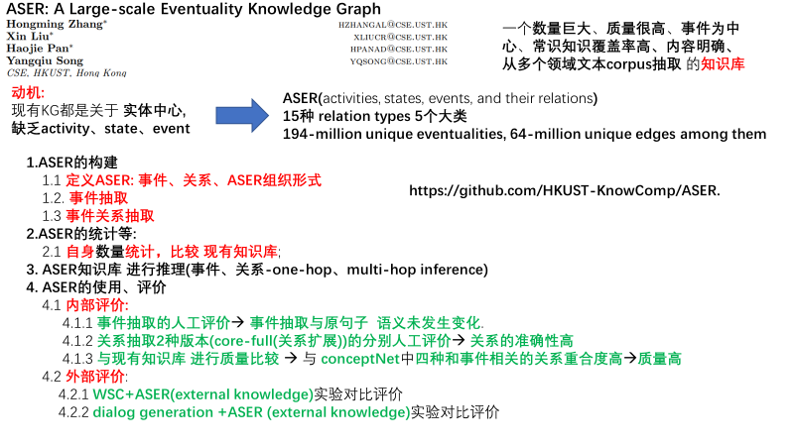 ASER: A Large-scale Eventuality Knowledge Graph
Hongming Zhang* HZHANGAL@CSE.UST.HK
Xin Liu* XLIUCR@CSE.UST.HK
Haojie Pan* HPANAD@CSE.UST.HK
Yangqiu Song YQSONG@CSE.UST.HK
CSE, HKUST, Hong Kong
一个数量巨大、质量很高、事件为中
心、常识知识覆盖率高、内容明确、
从多个领域文本corpus抽取 的知识库
动机:
现有KG都是关于 实体中心,
缺乏activity、state、event
ASER(activities, states, events, and their relations)
15种 relation types 5个大类
194-million unique eventualities, 64-million unique edges among them
1.ASER的构建
1.1 定义ASER: 事件、关系、ASER组织形式
1.2. 事件抽取
1.3 事件关系抽取
https://github.com/HKUST-KnowComp/ASER.
2.ASER的统计等:
2.1 自身数量统计，比较 现有知识库;
3. ASER知识库 进行推理(事件、关系-one-hop、multi-hop inference)
4. ASER的使用、评价
4.1 内部评价:
4.1.1 事件抽取的人工评价→ 事件抽取与原句子 语义未发生变化.
4.1.2 关系抽取2种版本(core-full(关系扩展))的分别人工评价→ 关系的准确性高
4.1.3 与现有知识库 进行质量比较 → 与 conceptNet中四种和事件相关的关系重合度高→质量高
4.2 外部评价:
4.2.1 WSC+ASER(external knowledge)实验对比评价
4.2.2 dialog generation +ASER (external knowledge)实验对比评价